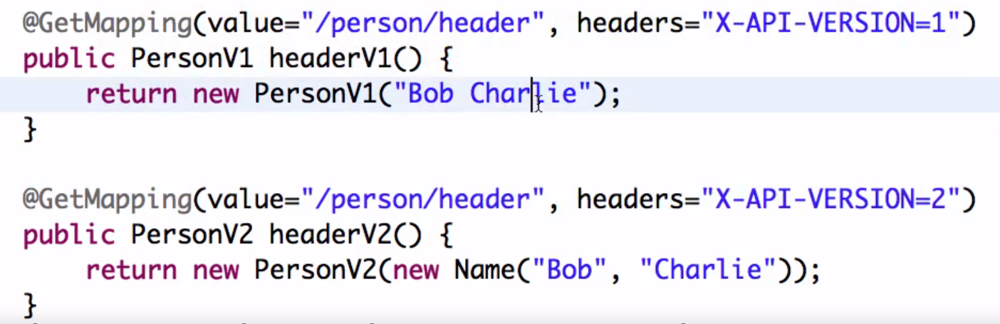 @GetMapping(value="/person/header", headers="X-API-VERSION=1")
public PersonV1 headerV1() {
return new PersonV1("Bob Charlie");
}
@GetMapping(value="/person/header", headers="X-API-VERSION=2")
public PersonV2 headerV2() {
return new PersonV2(new Name("Bob", "Charlie"));
}